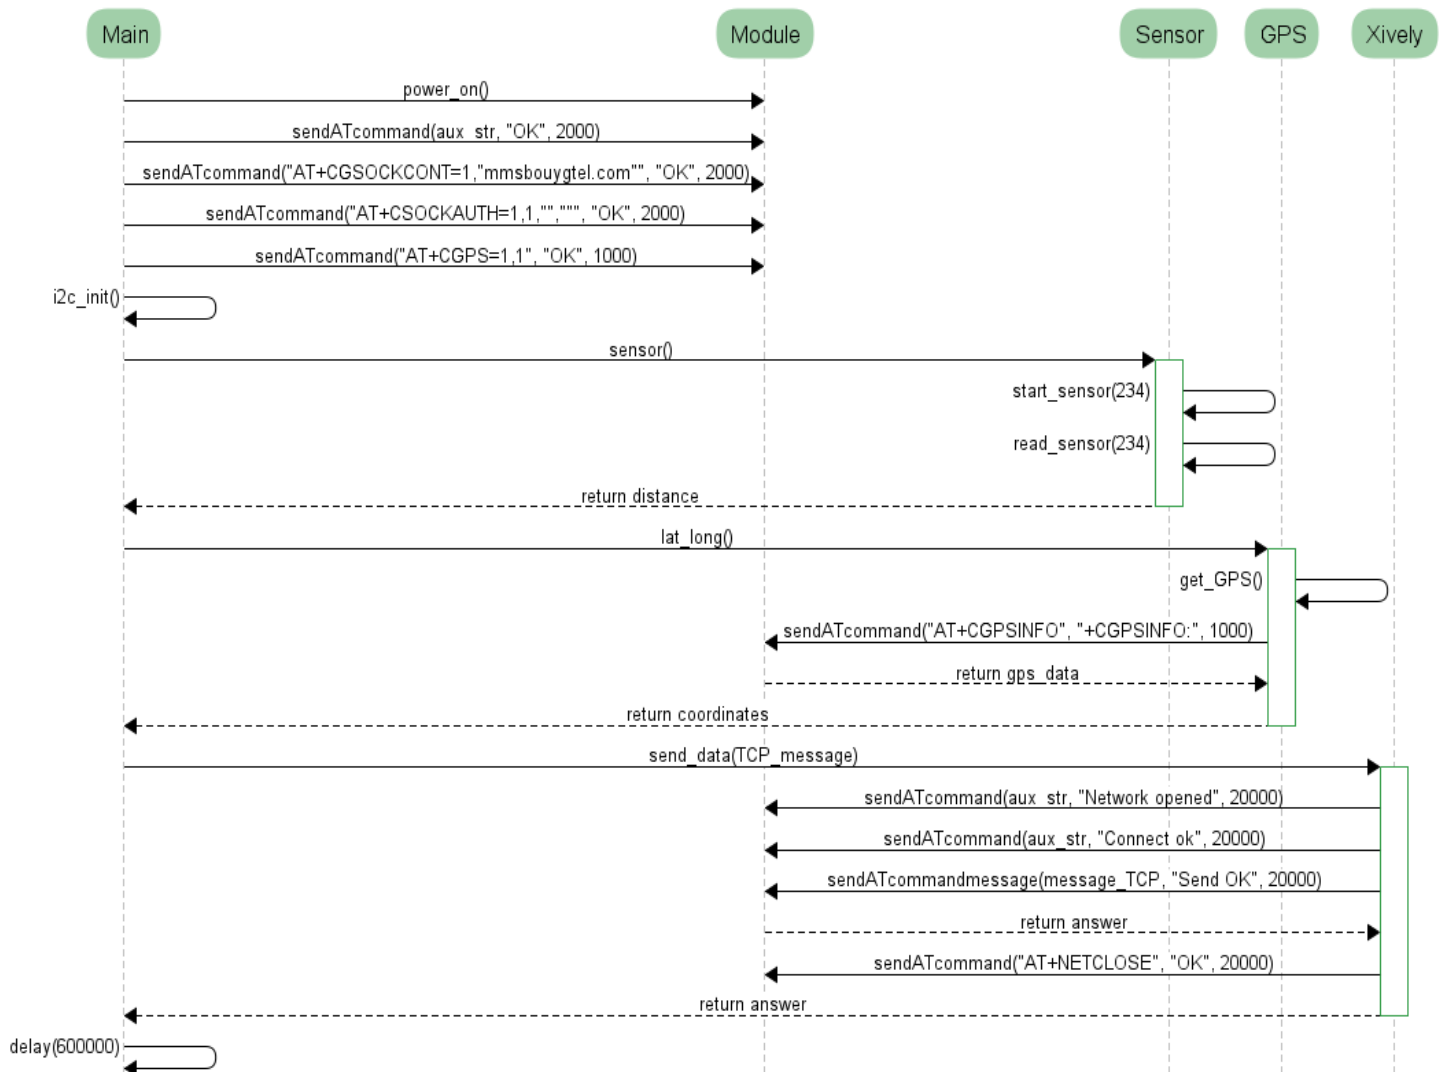 Main Module Sensor GPS Xively
power_on()
sendATcommand(aux_str, "OK", 2000)
sendATcommand("AT+CGSOCKCONT=1,"mmsbouygtel.com"", "OK", 2000)
sendATcommand("AT+CSOCKAUTH=1,1,"",""", "OK", 2000)
sendATcommand("AT+CGPS=1,1", "OK", 1000)
i2c_init()
sensor()
start_sensor(234)
read_sensor(234)
return distance
lat_long()
get_GPS()
sendATcommand("AT+CGPSINFO", "+CGPSINFO:", 1000)
return gps_data
return coordinates
send_data(TCP_message)
sendATcommand(aux_str, "Network opened", 20000)
sendATcommand(aux_str, "Connect ok", 20000)
sendATcommandmessage(message_TCP, "Send OK", 20000)
return answer
sendATcommand("AT+NETCLOSE", "OK", 20000)
return answer
delay(600000)